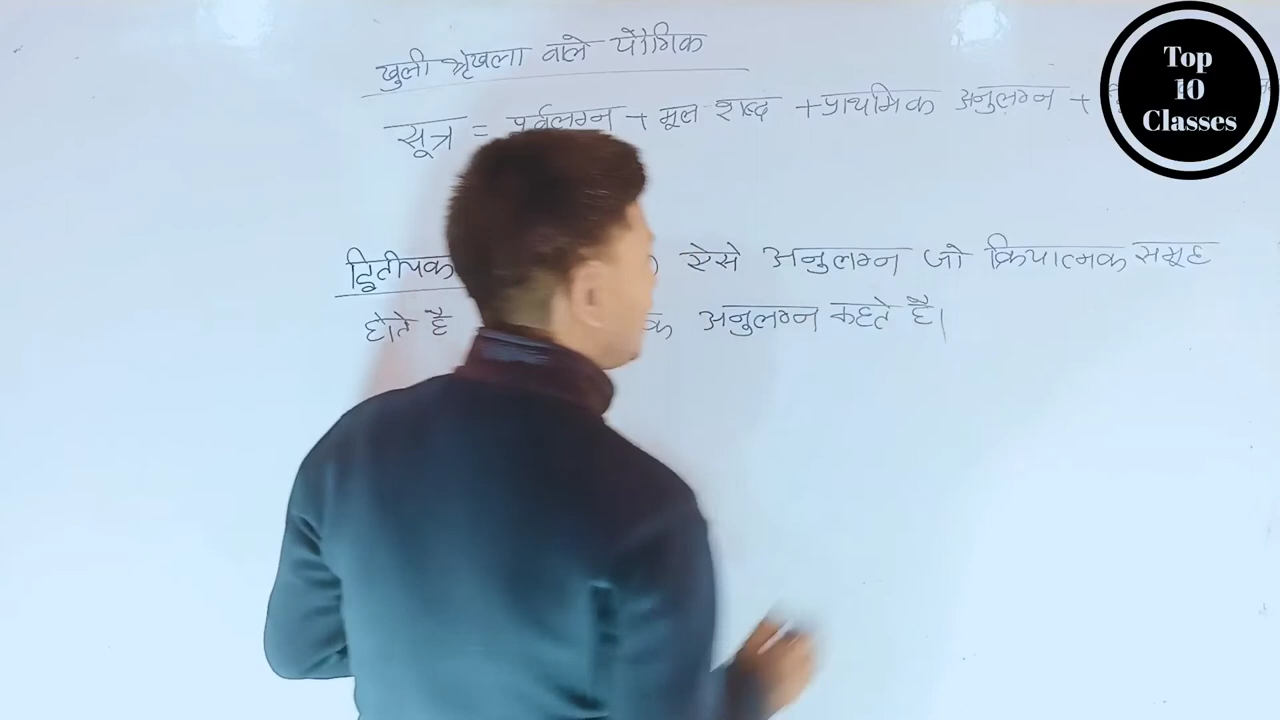 खुली श्रृंखला वाले यौगिक
सूत्र = पूर्वलग्न + मूल शब्द + प्राथमिक अनुलग्न +
द्वितीयक ऐसे अनुलग्न जो क्रियात्मक समूह
होते है अनुलग्न कहते है।
Top
10
Classes